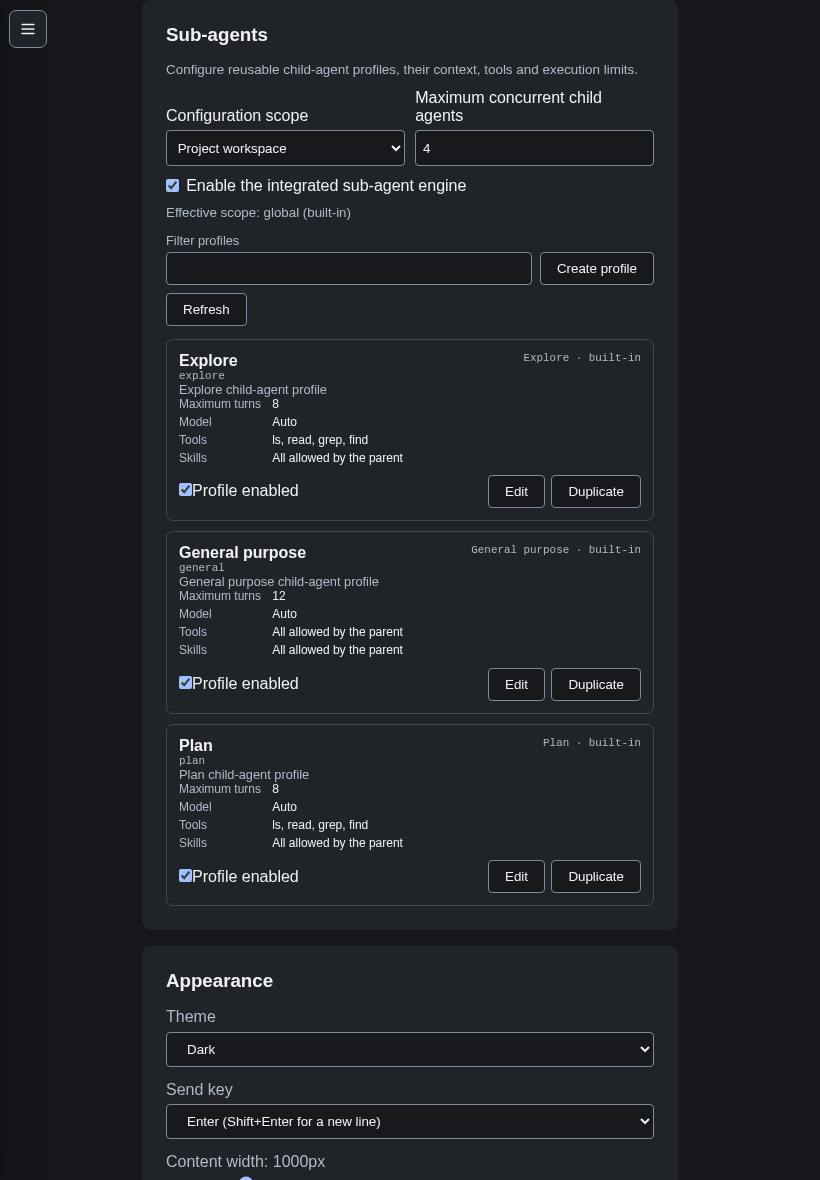 Sub-agents
Configure reusable child-agent profiles, their context, tools and execution limits.
Configuration scope
Maximum concurrent child
agents
Project workspace
4
Enable the integrated sub-agent engine
Effective scope: global (built-in)
Filter profiles
Create profile
Refresh
Explore
Explore · built-in
explore
Explore child-agent profile
Maximum turns 8
Model Auto
Tools ls, read, grep, find
Skills All allowed by the parent
Profile enabled
Edit
Duplicate
General purpose
General purpose · built-in
general
General purpose child-agent profile
Maximum turns 12
Model Auto
Tools All allowed by the parent
Skills All allowed by the parent
Profile enabled
Edit
Duplicate
Plan
Plan · built-in
plan
Plan child-agent profile
Maximum turns 8
Model Auto
Tools ls, read, grep, find
Skills All allowed by the parent
Profile enabled
Edit
Duplicate
Appearance
Theme
Dark
Send key
Enter (Shift+Enter for a new line)
Content width: 1000px